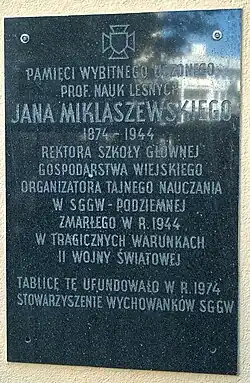 PAMIĘCI WYBITNEGO UCZONEGO
PROF. NAUK LEŚNYCH
JANA MIKLASZEWSKIEGO
1874-1944
REKTORA SZKOŁY GŁÓWNEJ
GOSPODARSTWA WIEJSKIEGO
ORGANIZATORA TAJNEGO NAUCZANIA
W SGGW-PODZIEMNEJ
ZMARŁEGO W R.1944
W TRAGICZNYCH WARUNKACH
II WOJNY ŚWIATOWEJ
TABLICĘ TĘ UFUNDOWAŁO W R.1974
STOWARZYSZENIE WYCHOWANKÓW SGGW